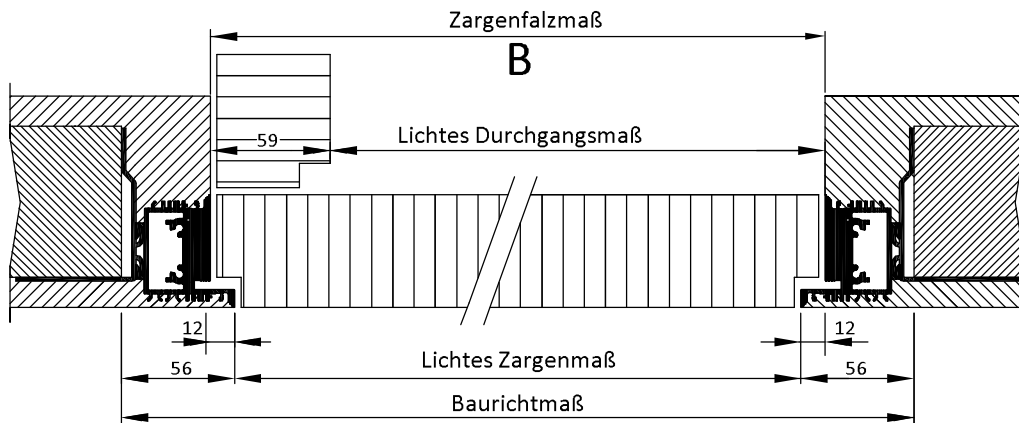 Zargenfalzmaß
B
59
Lichtes Durchgangsmaß
12
12
Lichtes Zargenmaß
56
56
Baurichtmaß